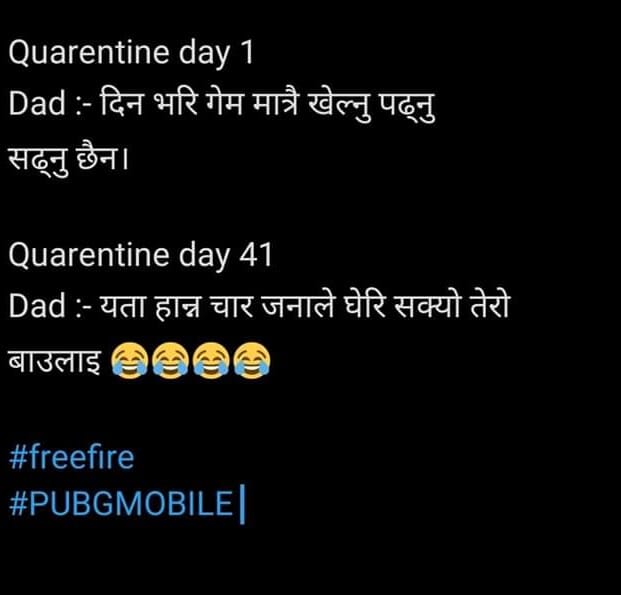 Quarentine day 1
Dad :- दिन भरि गेम मात्रै खेल्नु पढ्नु
सढ्नु छैन।
Quarentine day 41
Dad :- यता हान्न चार जनाले घेरि सक्यो तेरो
बाउलाइ 😂😂😂😂
#freefire
#PUBGMOBILE